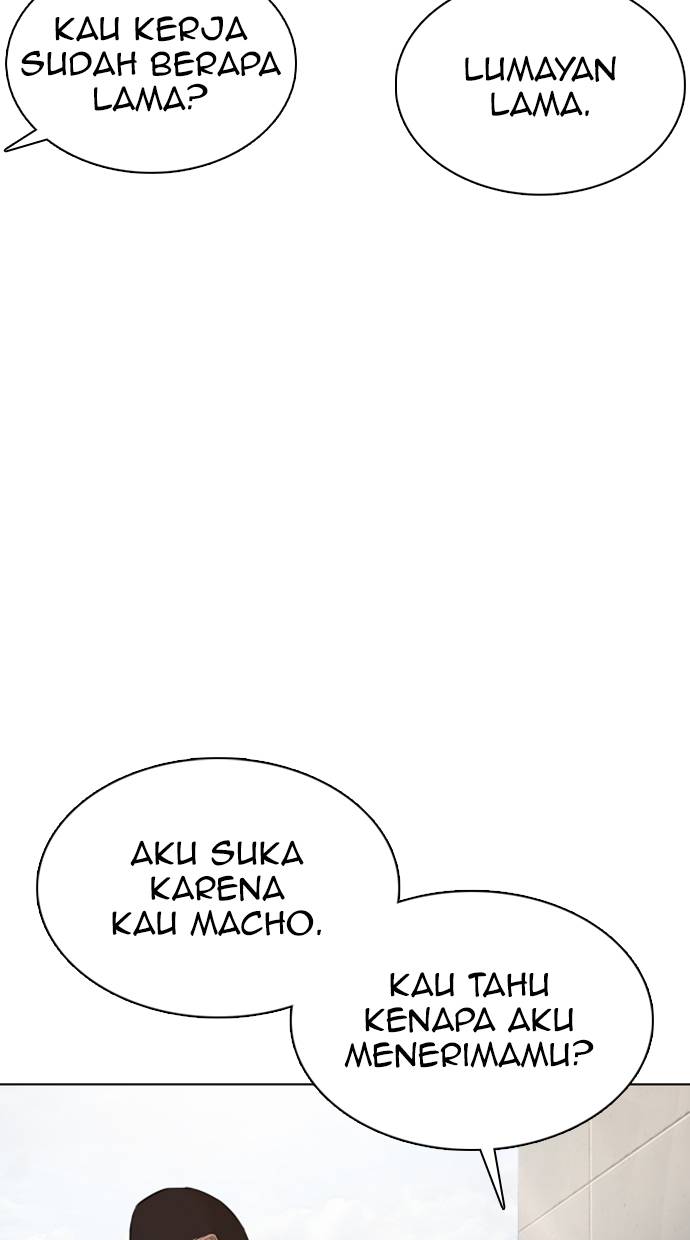 KAU KERJA
SUDAH BERAPA
LAMA?
LUMAYAN
LAMA.
AKU SUKA
KARENA
KAU MACHO.
KAU TAHU
KENAPA AKU
MENERIMAMU?